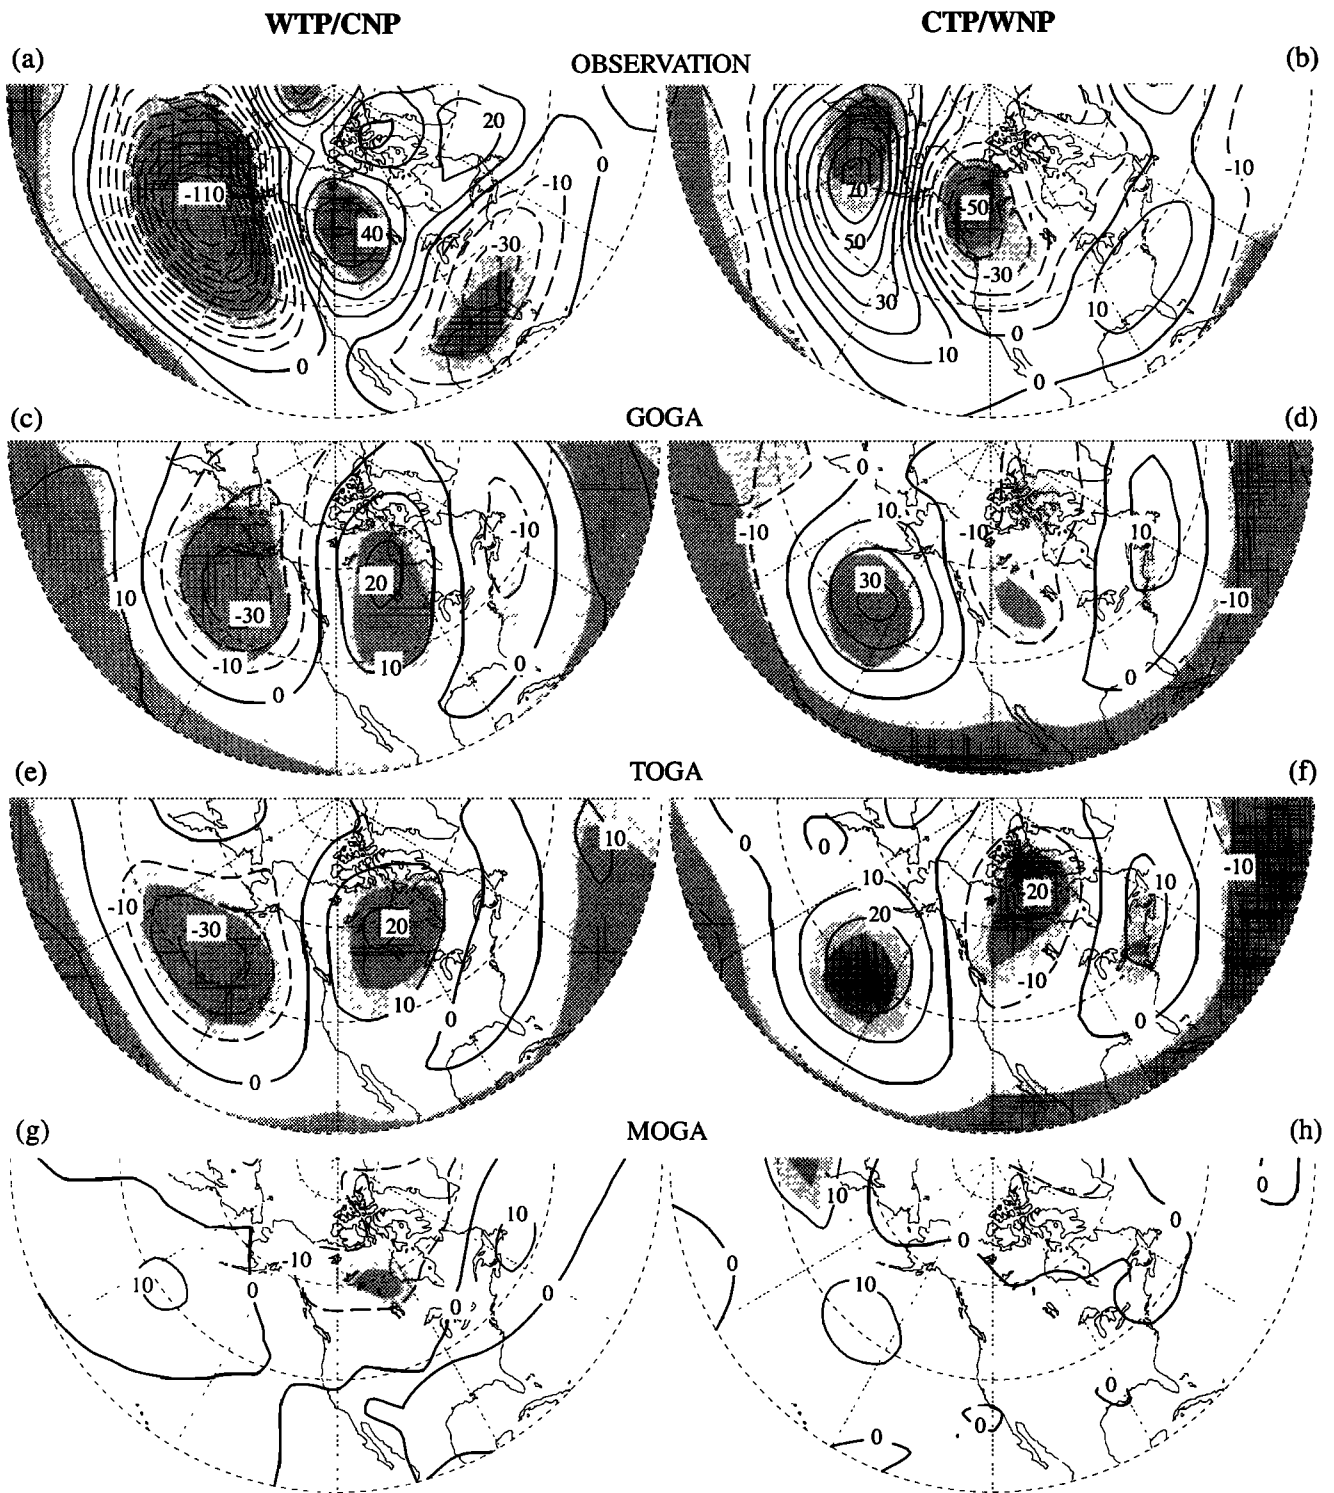 WTP/CNP CTP/WNP
(a) OBSERVATION (b)
-110 40 20 0 -10 -30 0
70 50 30 10 -50 -30 0 10 0 -10
(c) GOGA (d)
10 -30 -10 0 20 10 -10 0
0 -10 10 30 -10 10 0 -10
(e) TOGA (f)
-10 -30 0 20 10 0 10
0 0 10 20 20 -10 10 0 -10
(g) MOGA (h)
10 0 -10 10 0 0
10 0 10 0 0 0 0 0 0